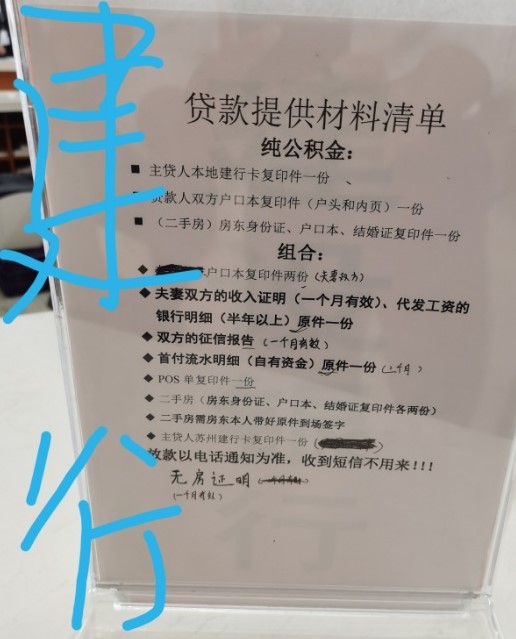 建行
贷款提供材料清单
纯公积金：
■ 主贷人本地建行卡复印件一份 、
贷款人双方户口本复印件（户头和内页）一份
■ （二手房）房东身份证、户口本、结婚证复印件一份
组合：
户口本复印件两份（夫妻双方）
◆ 夫妻双方的收入证明（一个月有效）、代发工资的
银行明细（半年以上）原件一份
◆ 双方的征信报告（一个月有效）
◆ 首付流水明细（自有资金）原件一份
◆ POS 单复印件一份
◆ 二手房（房东身份证、户口本、结婚证复印件各两份）
◆ 二手房需房东本人带好原件到场签字
◆ 主贷人苏州建行卡复印件一份
放款以电话通知为准，收到短信不用来！！！
无房证明
（一个月有效）